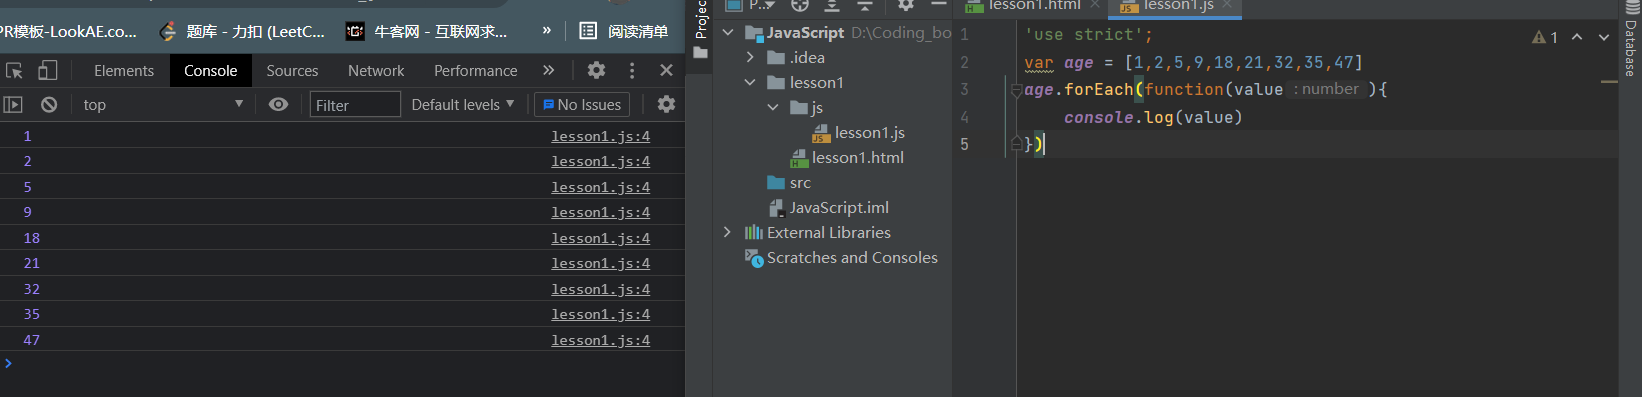 PR模板-LookAE.co... 题库 - 力扣 (LeetC... 牛客网 - 互联网求... » 阅读清单
Elements Console Sources Network Performance »
top Filter Default levels No Issues
1 lesson1.js:4
2 lesson1.js:4
5 lesson1.js:4
9 lesson1.js:4
18 lesson1.js:4
21 lesson1.js:4
32 lesson1.js:4
35 lesson1.js:4
47 lesson1.js:4
Project
P...
JavaScript D:\Coding_bo
.idea
lesson1
js
lesson1.js
lesson1.html
src
JavaScript.iml
External Libraries
Scratches and Consoles
lesson1.html lesson1.js
1 'use strict';
2 var age = [1,2,5,9,18,21,32,35,47]
3 age.forEach(function(value :number ){
4 console.log(value)
5 })
1
Database